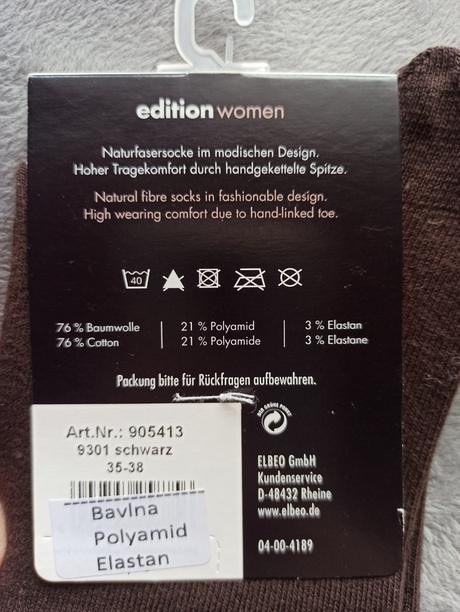 edition women
Naturfasersocke im modischen Design.
Hoher Tragekomfort durch handgekettelte Spitze.
Natural fibre socks in fashionable design.
High wearing comfort due to hand-linked toe.
40
76 % Baumwolle 21 % Polyamid 3 % Elastan
76 % Cotton 21 % Polyamide 3 % Elastane
Packung bitte für Rückfragen aufbewahren.
DER GRÜNE PUNKT
Art.Nr.: 905413
9301 schwarz
35-38
Bavlna
Polyamid
Elastan
ELBEO GmbH
Kundenservice
D-48432 Rheine
www.elbeo.de
04-00-4189